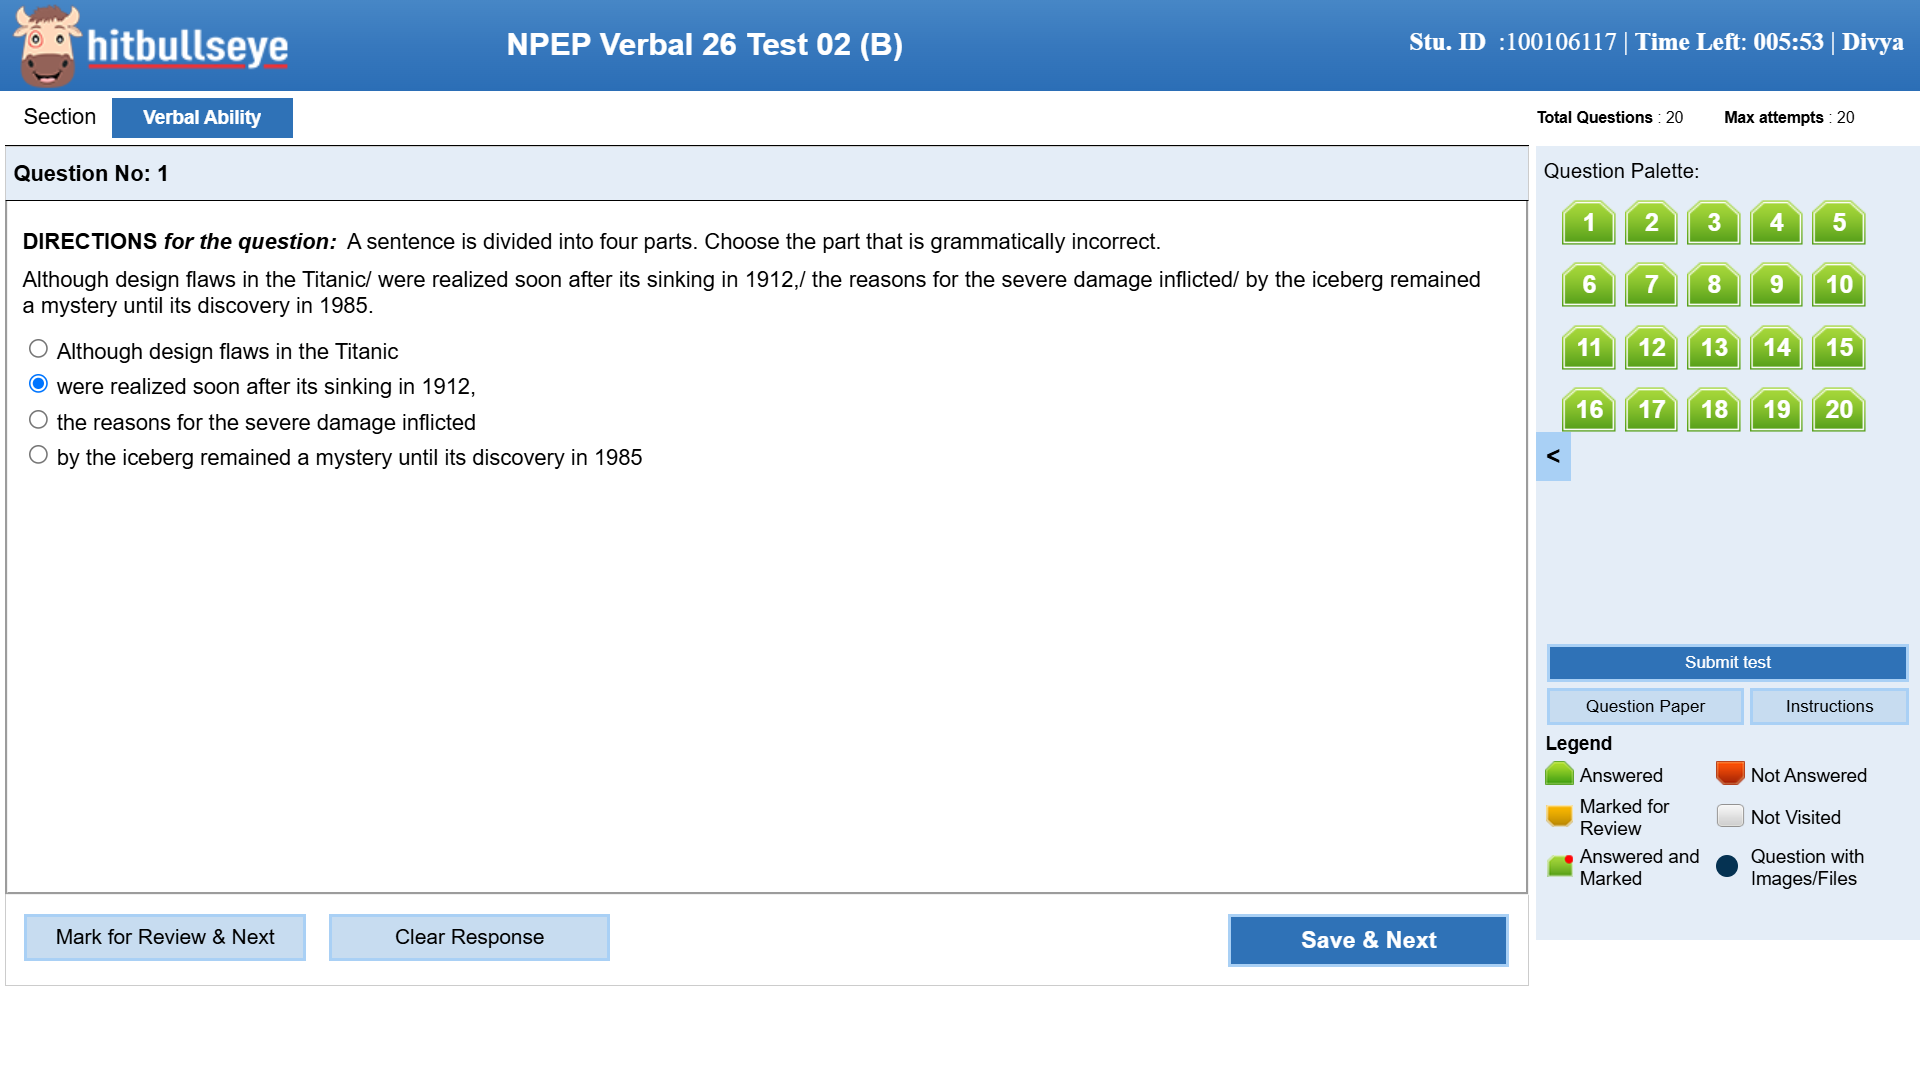 hitbullseye
NPEP Verbal 26 Test 02 (B)
Stu. ID :100106117 | Time Left: 005:53 | Divya
Section
Verbal Ability
Total Questions : 20
Max attempts : 20
Question No: 1
DIRECTIONS for the question: A sentence is divided into four parts. Choose the part that is grammatically incorrect.
Although design flaws in the Titanic/ were realized soon after its sinking in 1912,/ the reasons for the severe damage inflicted/ by the iceberg remained
a mystery until its discovery in 1985.
Although design flaws in the Titanic
were realized soon after its sinking in 1912,
the reasons for the severe damage inflicted
by the iceberg remained a mystery until its discovery in 1985
Mark for Review & Next
Clear Response
Save & Next
Question Palette:
1 2 3 4 5
6 7 8 9 10
11 12 13 14 15
16 17 18 19 20
<
Submit test
Question Paper
Instructions
Legend
Answered
Not Answered
Marked for
Review
Not Visited
Answered and
Marked
Question with
Images/Files